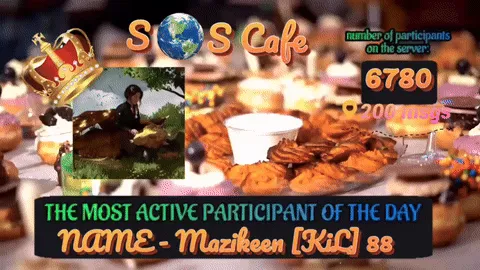 S🌎S Cafe
number of participants
on the server:
6780
200 msgs
THE MOST ACTIVE PARTICIPANT OF THE DAY
NAME - Mazikeen [KiL] 88